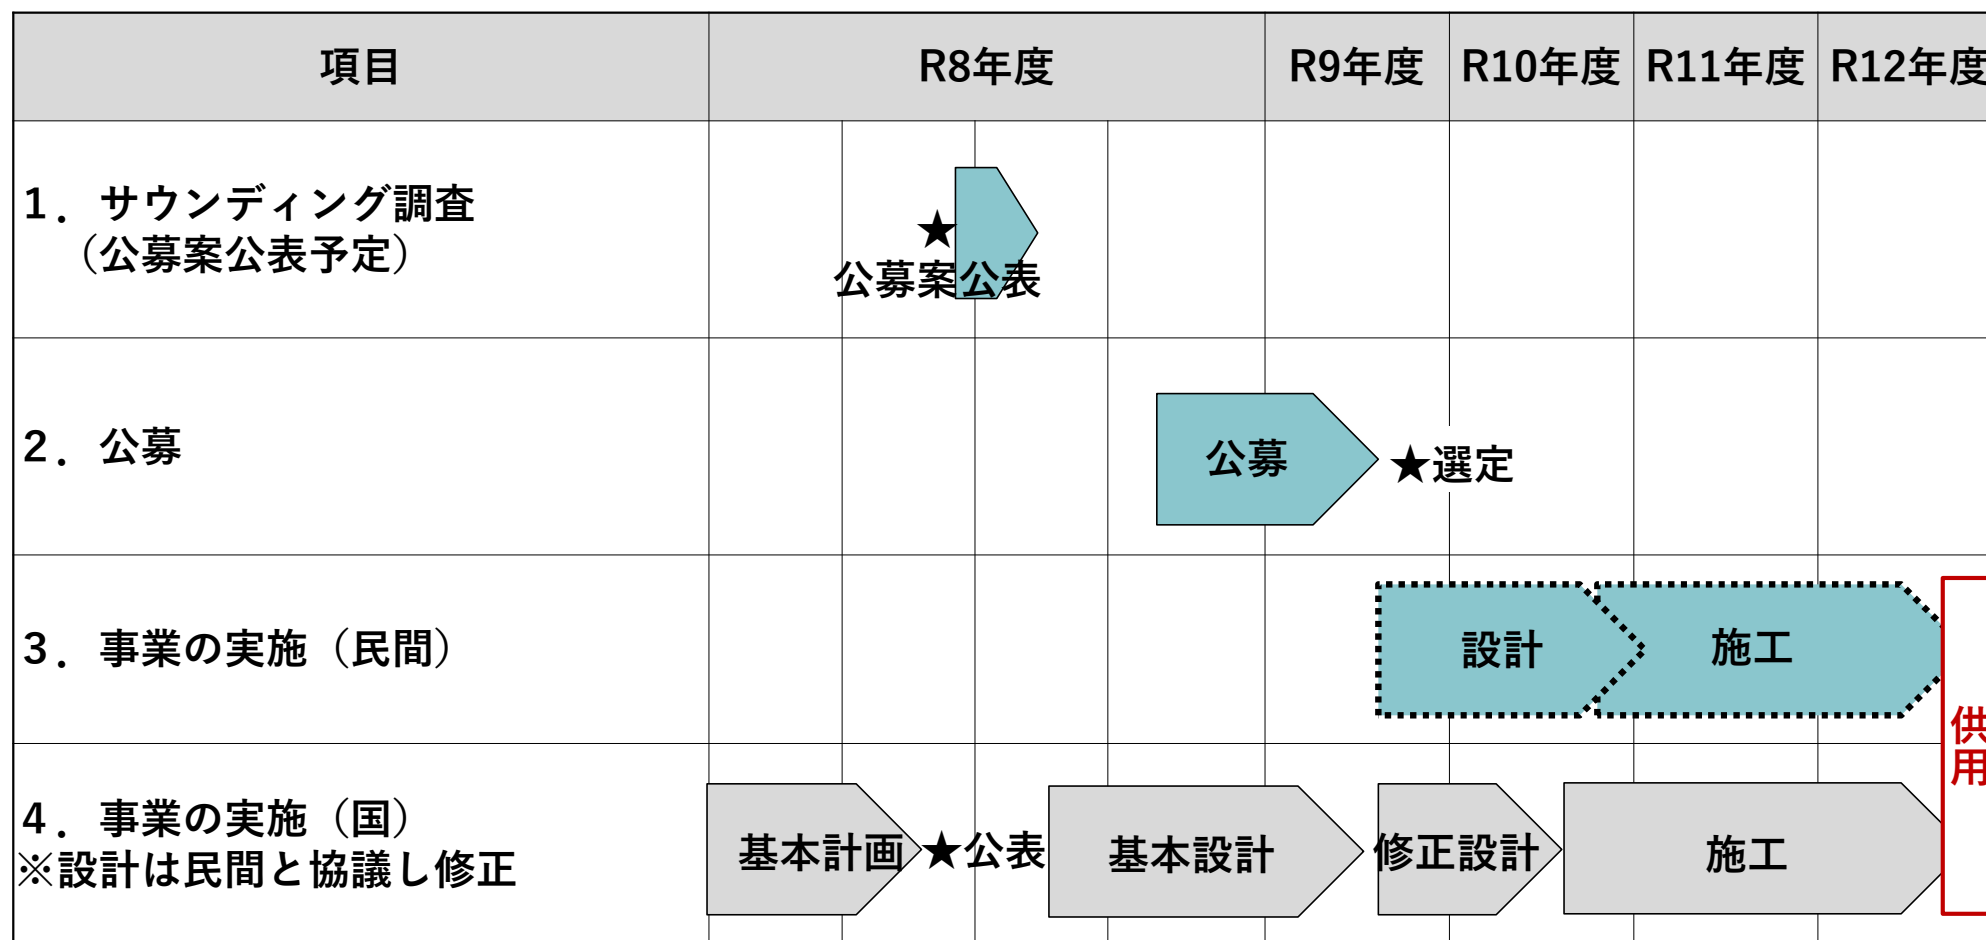 項目
R8年度
R9年度
R10年度
R11年度
R12年度
1．サウンディング調査
（公募案公表予定）
★
公募案公表
2．公募
公募
★選定
3．事業の実施（民間）
設計
施工
供用
4．事業の実施（国）
※設計は民間と協議し修正
基本計画
★公表
基本設計
修正設計
施工